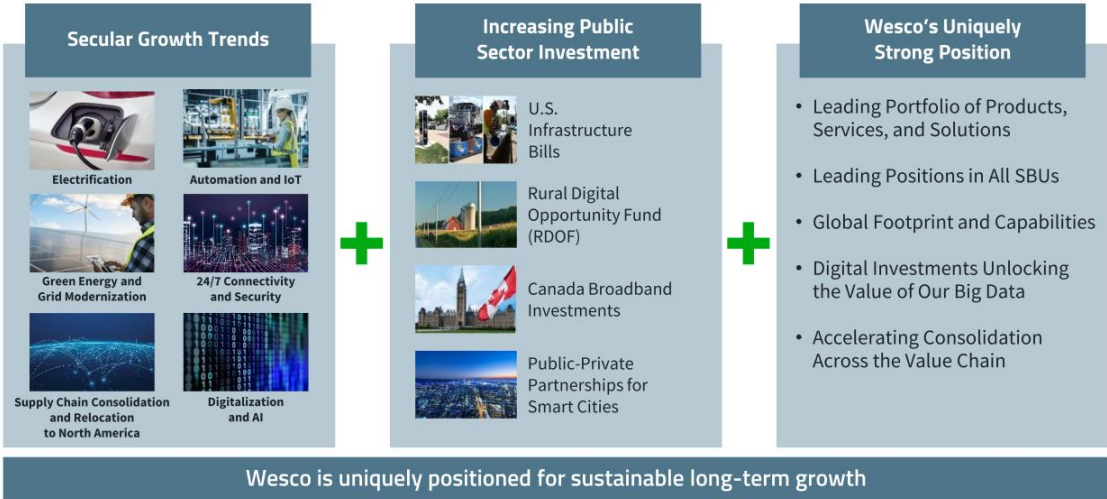 Secular Growth Trends
Electrification
Automation and IoT
Green Energy and
Grid Modernization
24/7 Connectivity
and Security
Supply Chain Consolidation
and Relocation
to North America
Digitalization
and AI
Increasing Public
Sector Investment
U.S.
Infrastructure
Bills
Rural Digital
Opportunity Fund
(RDOF)
Canada Broadband
Investments
Public-Private
Partnerships for
Smart Cities
Wesco's Uniquely
Strong Position
• Leading Portfolio of Products,
Services, and Solutions
• Leading Positions in All SBUs
• Global Footprint and Capabilities
• Digital Investments Unlocking
the Value of Our Big Data
• Accelerating Consolidation
Across the Value Chain
Wesco is uniquely positioned for sustainable long-term growth